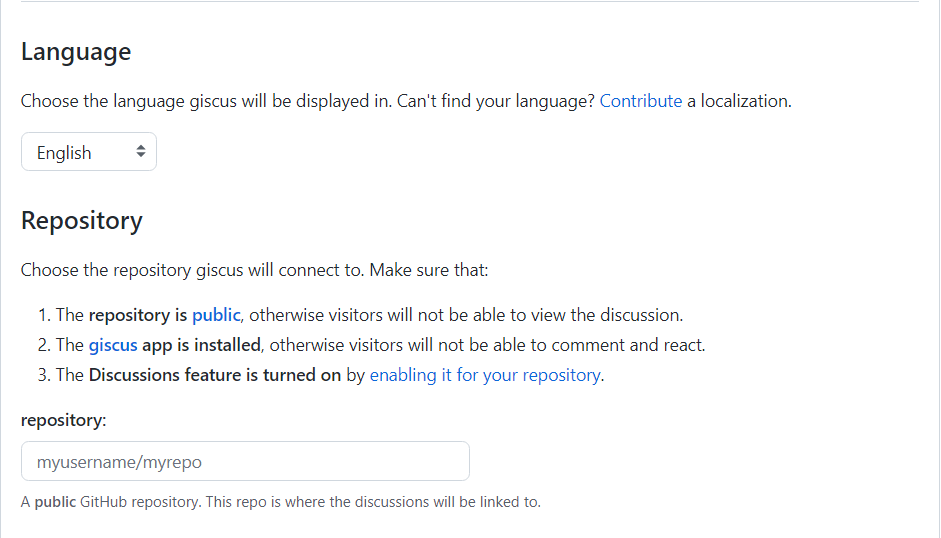 Language
Choose the language giscus will be displayed in. Can't find your language? Contribute a localization.
English
Repository
Choose the repository giscus will connect to. Make sure that:
1. The repository is public, otherwise visitors will not be able to view the discussion.
2. The giscus app is installed, otherwise visitors will not be able to comment and react.
3. The Discussions feature is turned on by enabling it for your repository.
repository:
myusername/myrepo
A public GitHub repository. This repo is where the discussions will be linked to.